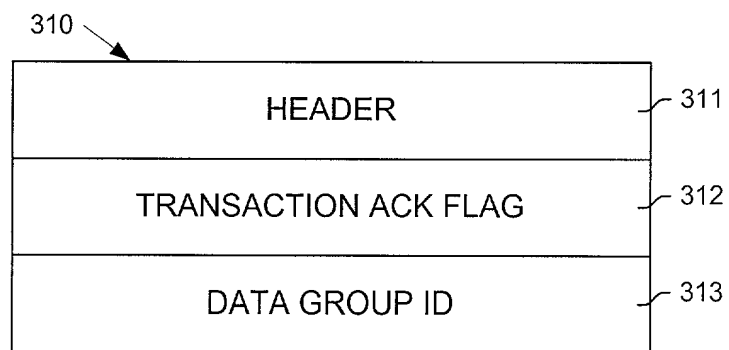 310
HEADER
311
TRANSACTION ACK FLAG
312
DATA GROUP ID
313